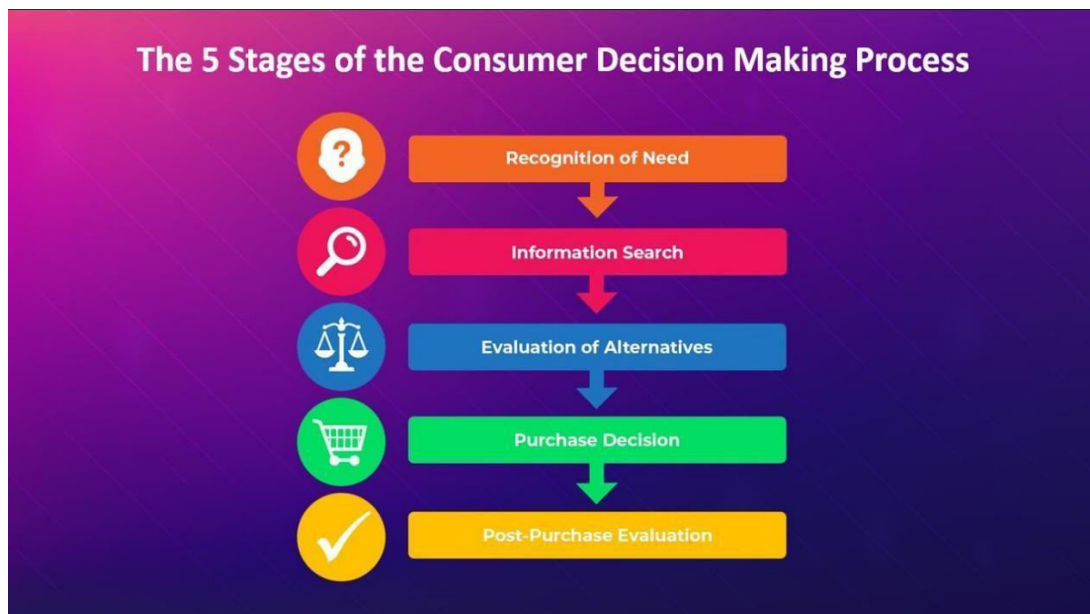 The 5 Stages of the Consumer Decision Making Process
?
Recognition of Need
Information Search
Evaluation of Alternatives
Purchase Decision
Post-Purchase Evaluation